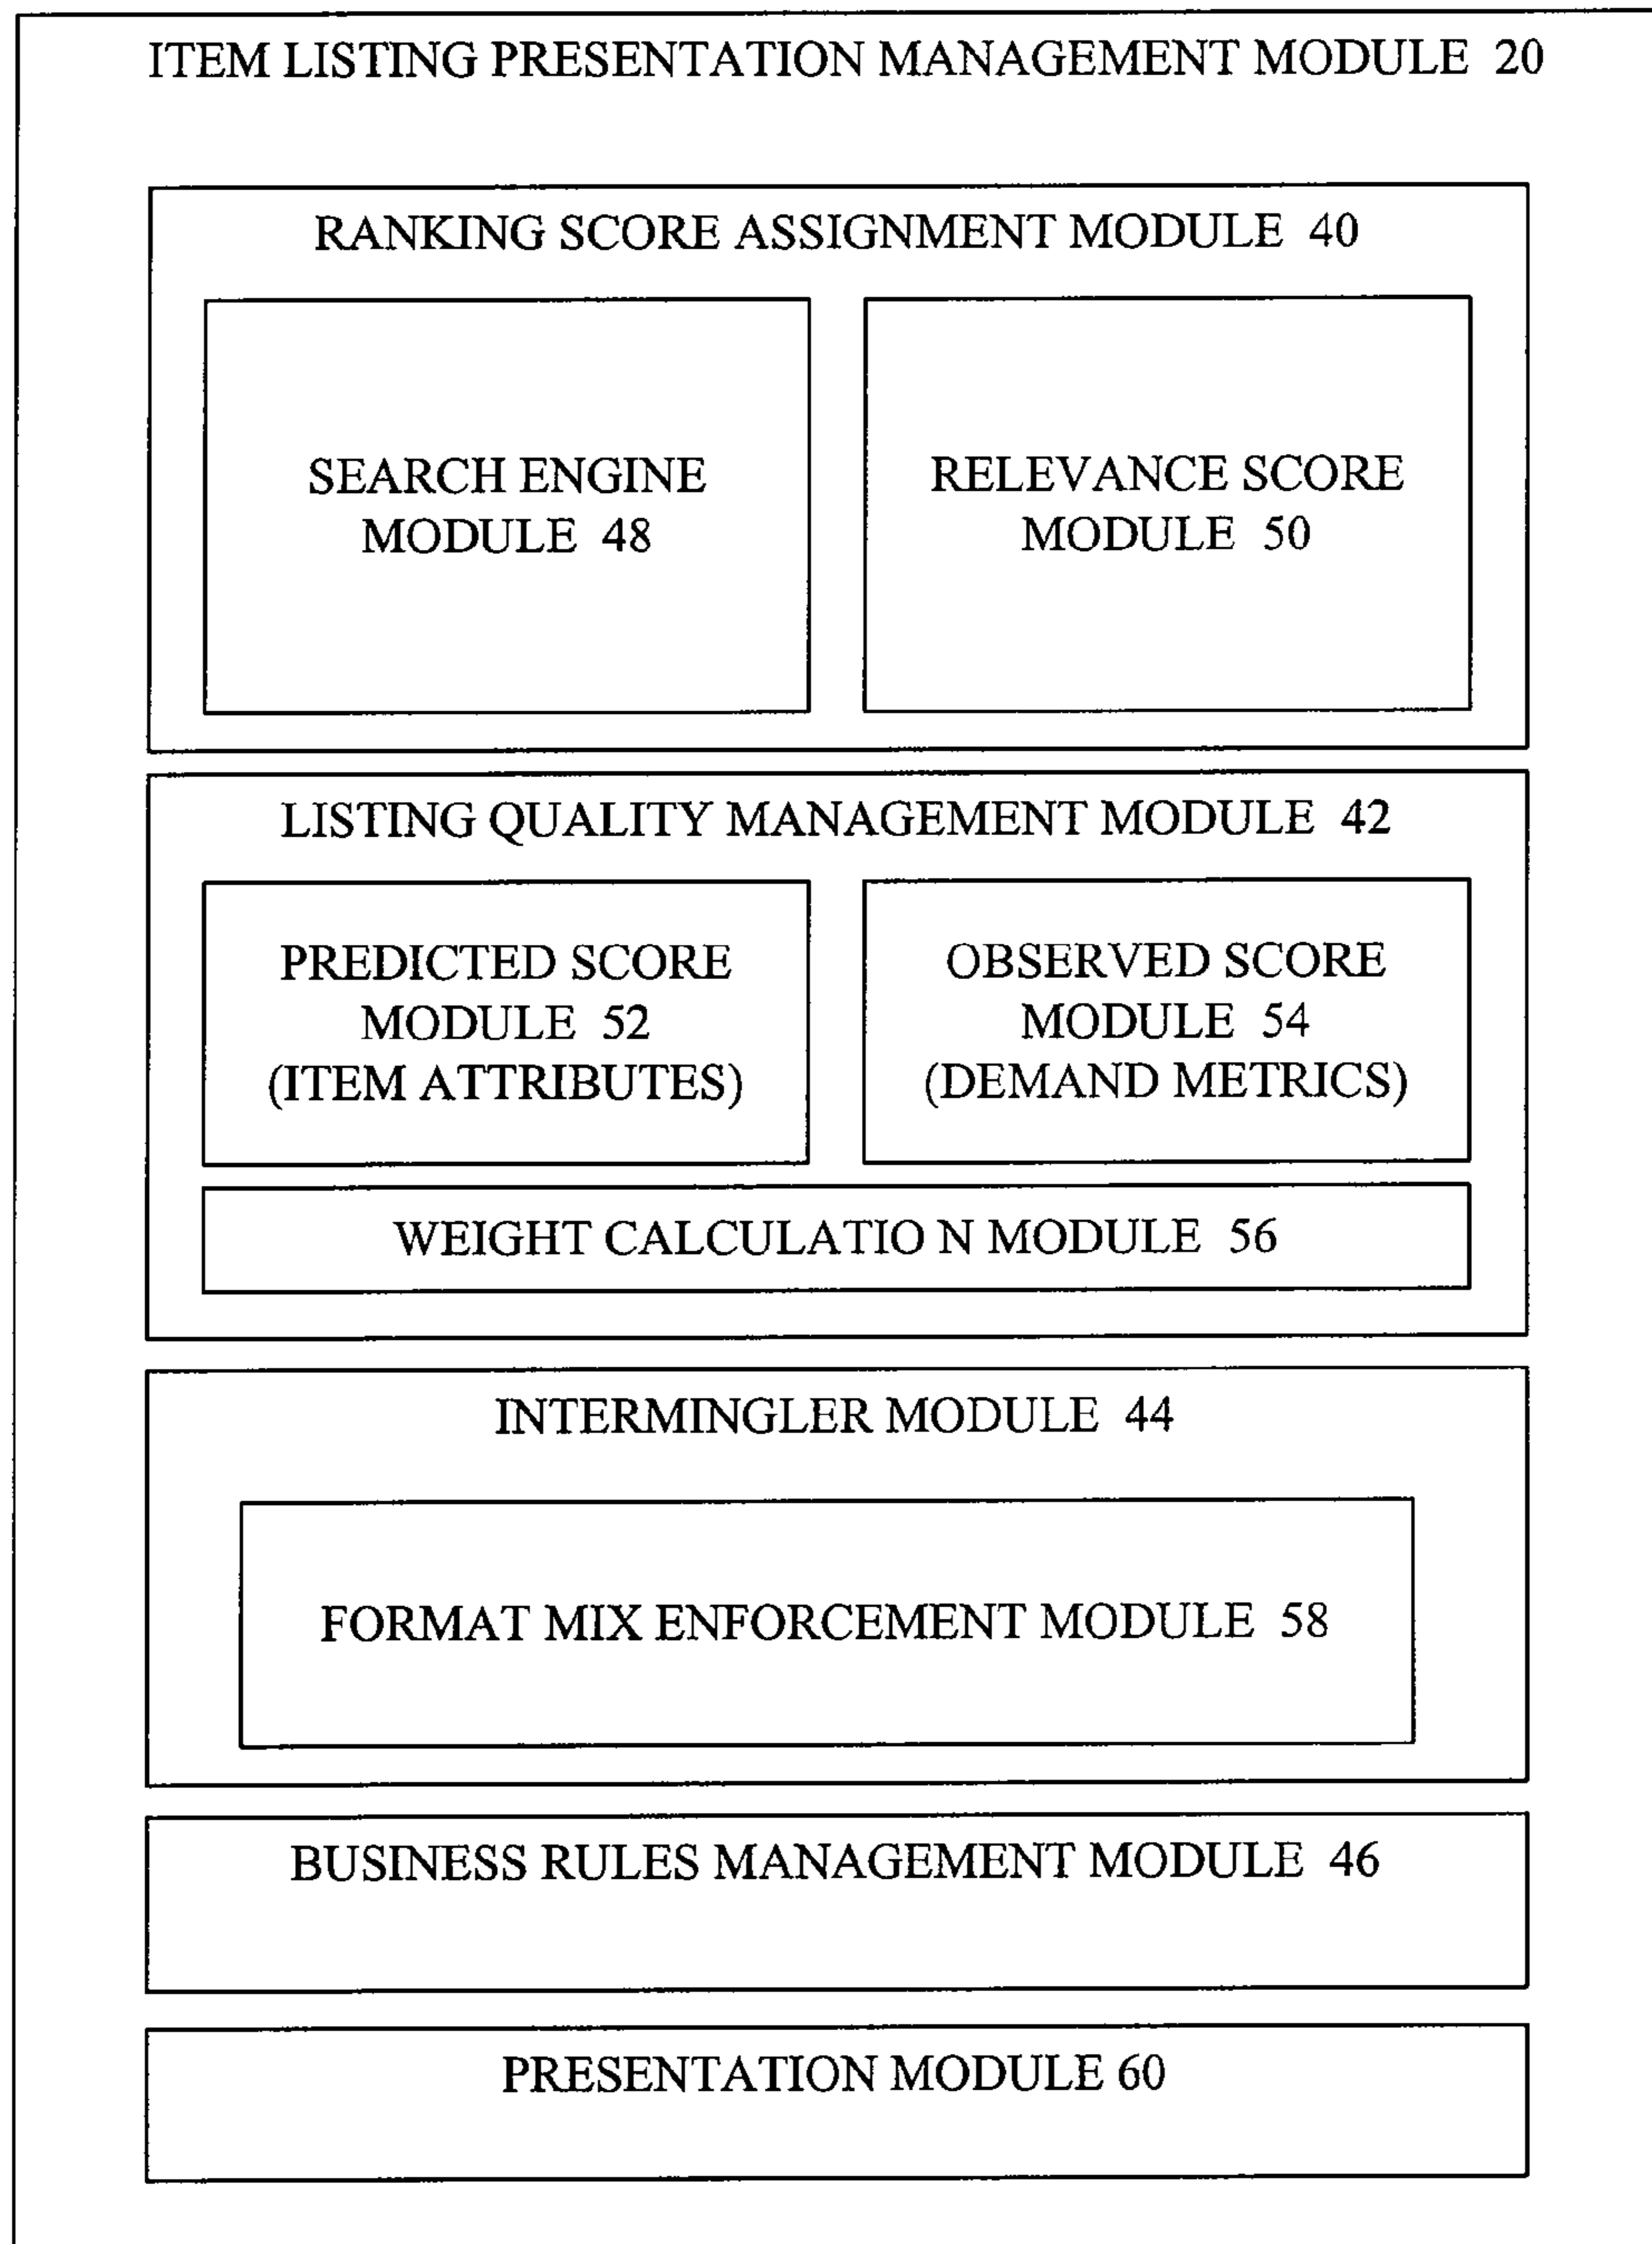 ITEM LISTING PRESENTATION MANAGEMENT MODULE 20
RANKING SCORE ASSIGNMENT MODULE 40
SEARCH ENGINE
MODULE 48
RELEVANCE SCORE
MODULE 50
LISTING QUALITY MANAGEMENT MODULE 42
PREDICTED SCORE
MODULE 52
(ITEM ATTRIBUTES)
OBSERVED SCORE
MODULE 54
(DEMAND METRICS)
WEIGHT CALCULATIO N MODULE 56
INTERMINGLER MODULE 44
FORMAT MIX ENFORCEMENT MODULE 58
BUSINESS RULES MANAGEMENT MODULE 46
PRESENTATION MODULE 60